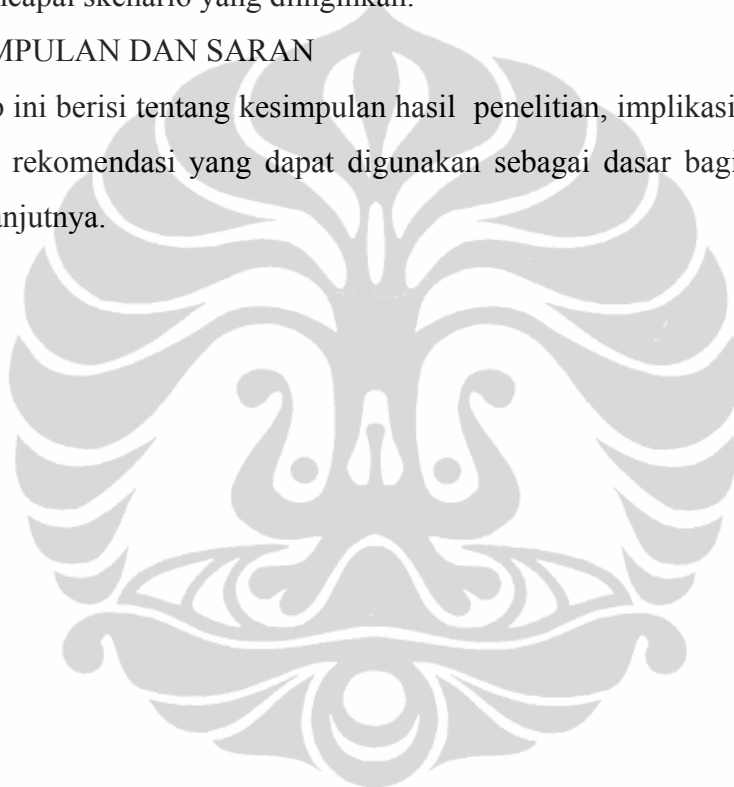 ncapai skenario yang diinginkan.
MPULAN DAN SARAN
o ini berisi tentang kesimpulan hasil  penelitian, implikasi
rekomendasi yang dapat digunakan sebagai dasar bagi
anjutnya.